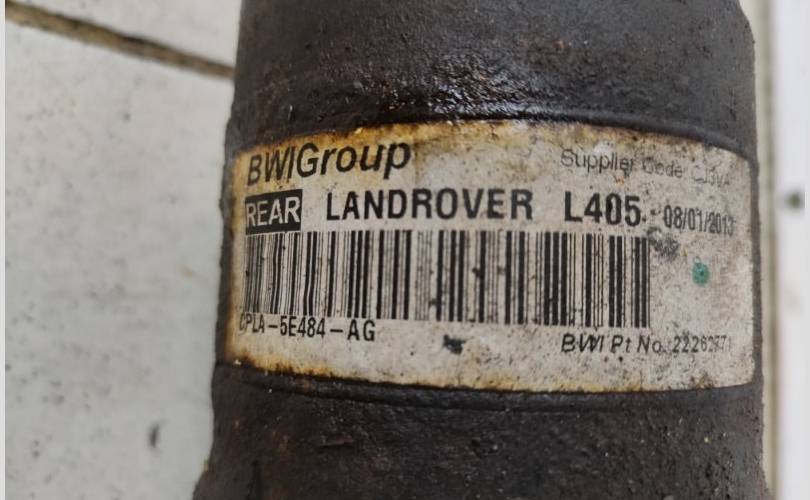 BWIGroup
Supplier Code
REAR LANDROVER L405 08/01/2013
CPLA-5E484-AG
BWI Pt No.